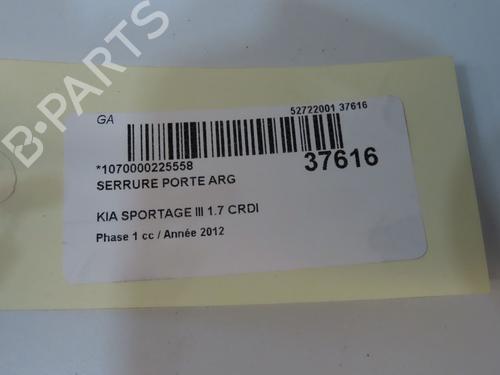 GA
52722001 37616
*1070000225558
37616
SERRURE PORTE ARG
KIA SPORTAGE III 1.7 CRDI
Phase 1 cc / Année 2012
B-PARTS